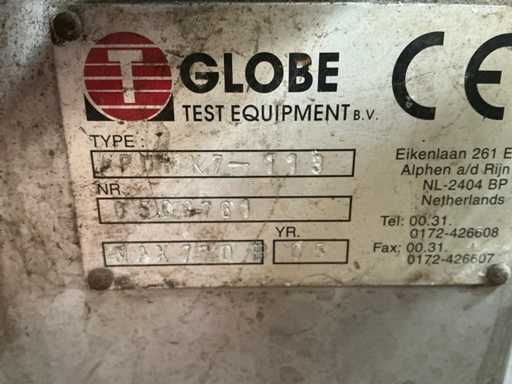 T GLOBE
TEST EQUIPMENT B.V.
CE
TYPE:
NR.
YR.
Eikenlaan 261 E
Alphen a/d Rijn
NL-2404 BP
Netherlands
Tel: 00.31.
0172-426608
Fax; 00.31.
0172-426607